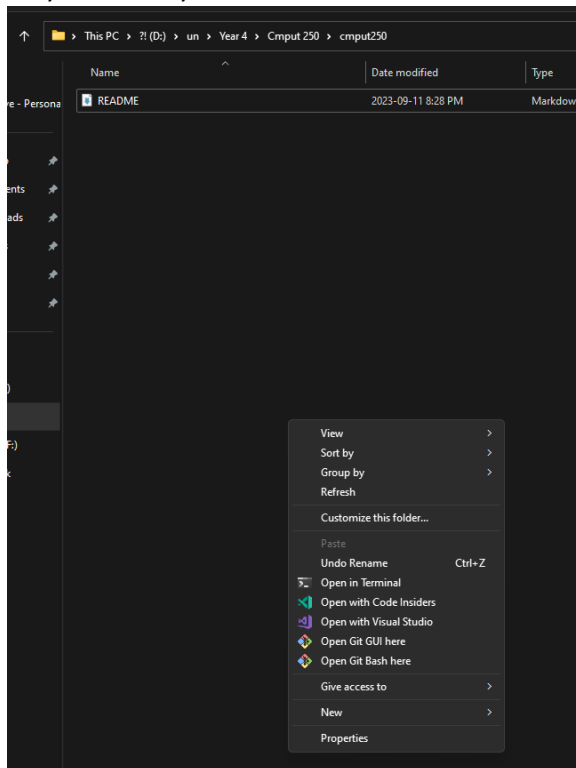 This PC > ?! (D:) > un > Year 4 > Cmput 250 > cmput250
Name Date modified Type
ve - Persona
README 2023-09-11 8:28 PM Markdow
ents
ads
)
F:)
k
View
Sort by
Group by
Refresh
Customize this folder...
Paste
Undo Rename Ctrl+Z
Open in Terminal
Open with Code Insiders
Open with Visual Studio
Open Git GUI here
Open Git Bash here
Give access to
New
Properties